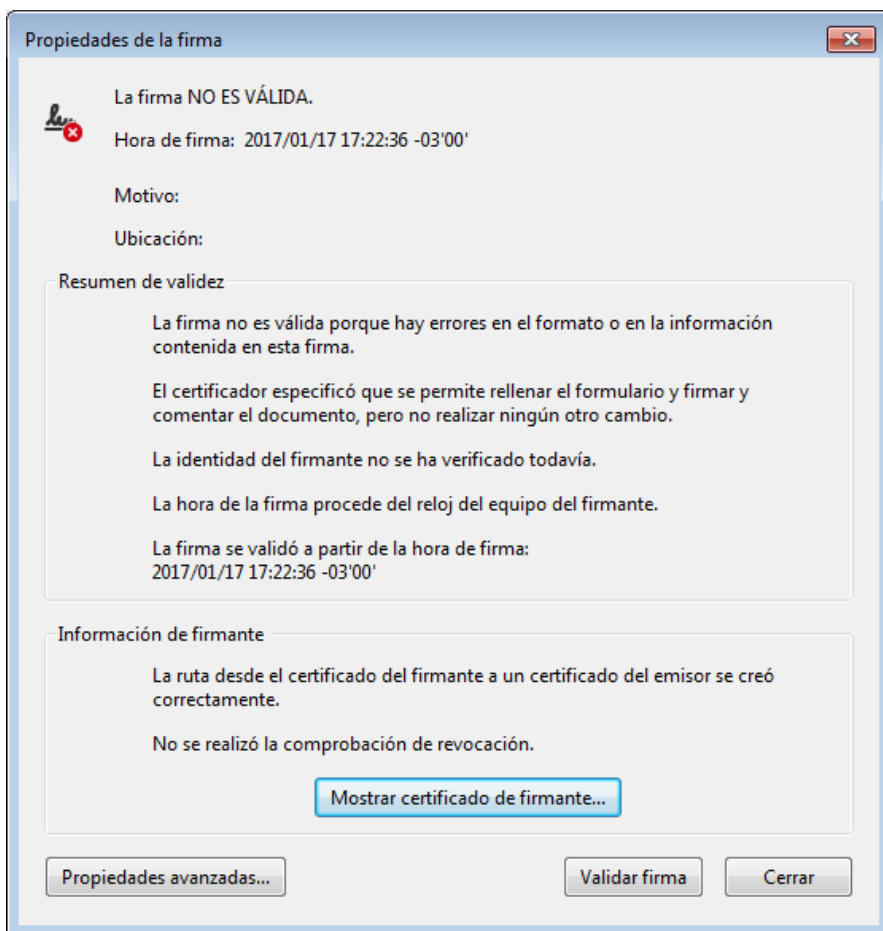 Propiedades de la firma
La firma NO ES VÁLIDA.
Hora de firma: 2017/01/17 17:22:36 -03'00'
Motivo:
Ubicación:
Resumen de validez
La firma no es válida porque hay errores en el formato o en la información
contenida en esta firma.
El certificador especificó que se permite rellenar el formulario y firmar y
comentar el documento, pero no realizar ningún otro cambio.
La identidad del firmante no se ha verificado todavía.
La hora de la firma procede del reloj del equipo del firmante.
La firma se validó a partir de la hora de firma:
2017/01/17 17:22:36 -03'00'
Información de firmante
La ruta desde el certificado del firmante a un certificado del emisor se creó
correctamente.
No se realizó la comprobación de revocación.
Mostrar certificado de firmante...
Propiedades avanzadas...
Validar firma
Cerrar